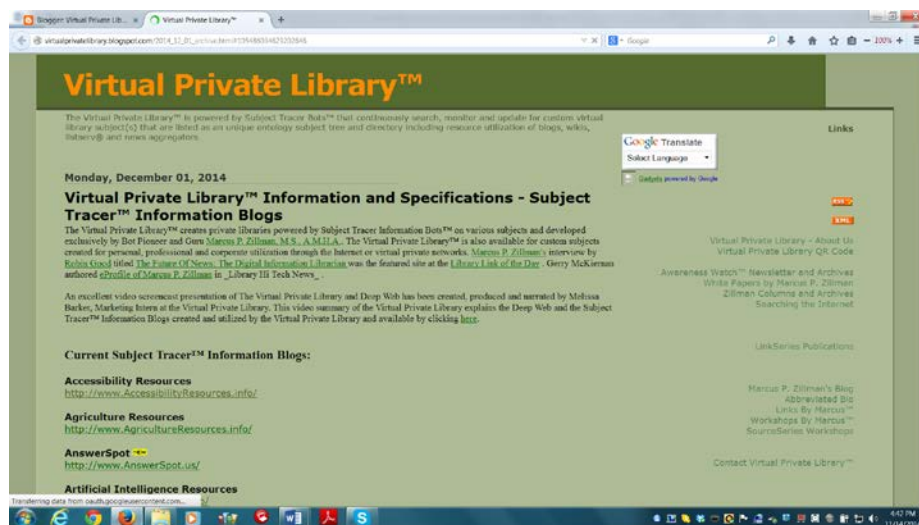 Blogger: Virtual Private Lib...
Virtual Private Library™
Google
100%
Virtual Private Library™
The Virtual Private Library™ is powered by Subject Tracer Bots™ that continuously search, monitor and update for custom virtual
library subject(s) that are listed as an unique ontology subject tree and directory including resource utilization of blogs, wikis,
listserv® and news aggregators.
Links
Google Translate
Select Language
Gadgets powered by Google
Monday, December 01, 2014
Virtual Private Library™ Information and Specifications - Subject
Tracer™ Information Blogs
The Virtual Private Library™ creates private libraries powered by Subject Tracer Information Bots™ on various subjects and developed
exclusively by Bot Pioneer and Guru Marcus P. Zillman, M.S., A.M.H.A.. The Virtual Private Library™ is also available for custom subjects
created for personal, professional and corporate utilization through the Internet or virtual private networks. Marcus P. Zillman's interview by
Robin Good titled The Future Of News: The Digital Information Librarian was the featured site at the Library Link of the Day . Gerry McKiernan
authored eProfile of Marcus P. Zillman in _Library Hi Tech News_ .
An excellent video screencast presentation of The Virtual Private Library and Deep Web has been created, produced and narrated by Melissa
Barker, Marketing Intern at the Virtual Private Library. This video summary of the Virtual Private Library explains the Deep Web and the Subject
Tracer™ Information Blogs created and utilized by the Virtual Private Library and available by clicking here.
Current Subject Tracer™ Information Blogs:
Accessibility Resources
http://www.AccessibilityResources.info/
Agriculture Resources
http://www.AgricultureResources.info/
AnswerSpot
http://www.AnswerSpot.us/
Artificial Intelligence Resources
RSS
XML
Virtual Private Library - About Us
Virtual Private Library QR Code
Awareness Watch™ Newsletter and Archives
White Papers by Marcus P. Zillman
Zillman Columns and Archives
Searching the Internet
LinkSeries Publications
Marcus P. Zillman's Blog
Abbreviated Bio
Links By Marcus™
Workshops By Marcus™
SourceSeries Workshops
Contact Virtual Private Library™
Transferring data from oauth.googleusercontent.com...
4:42 PM